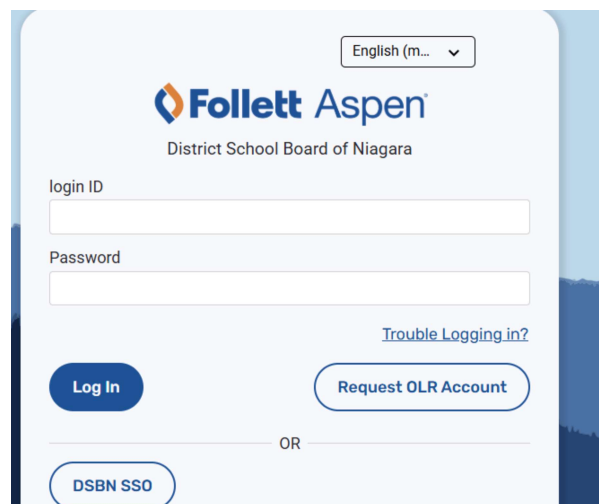 English (m...
Follett Aspen®
District School Board of Niagara
login ID
Password
Trouble Logging in?
Log In
Request OLR Account
OR
DSBN SSO